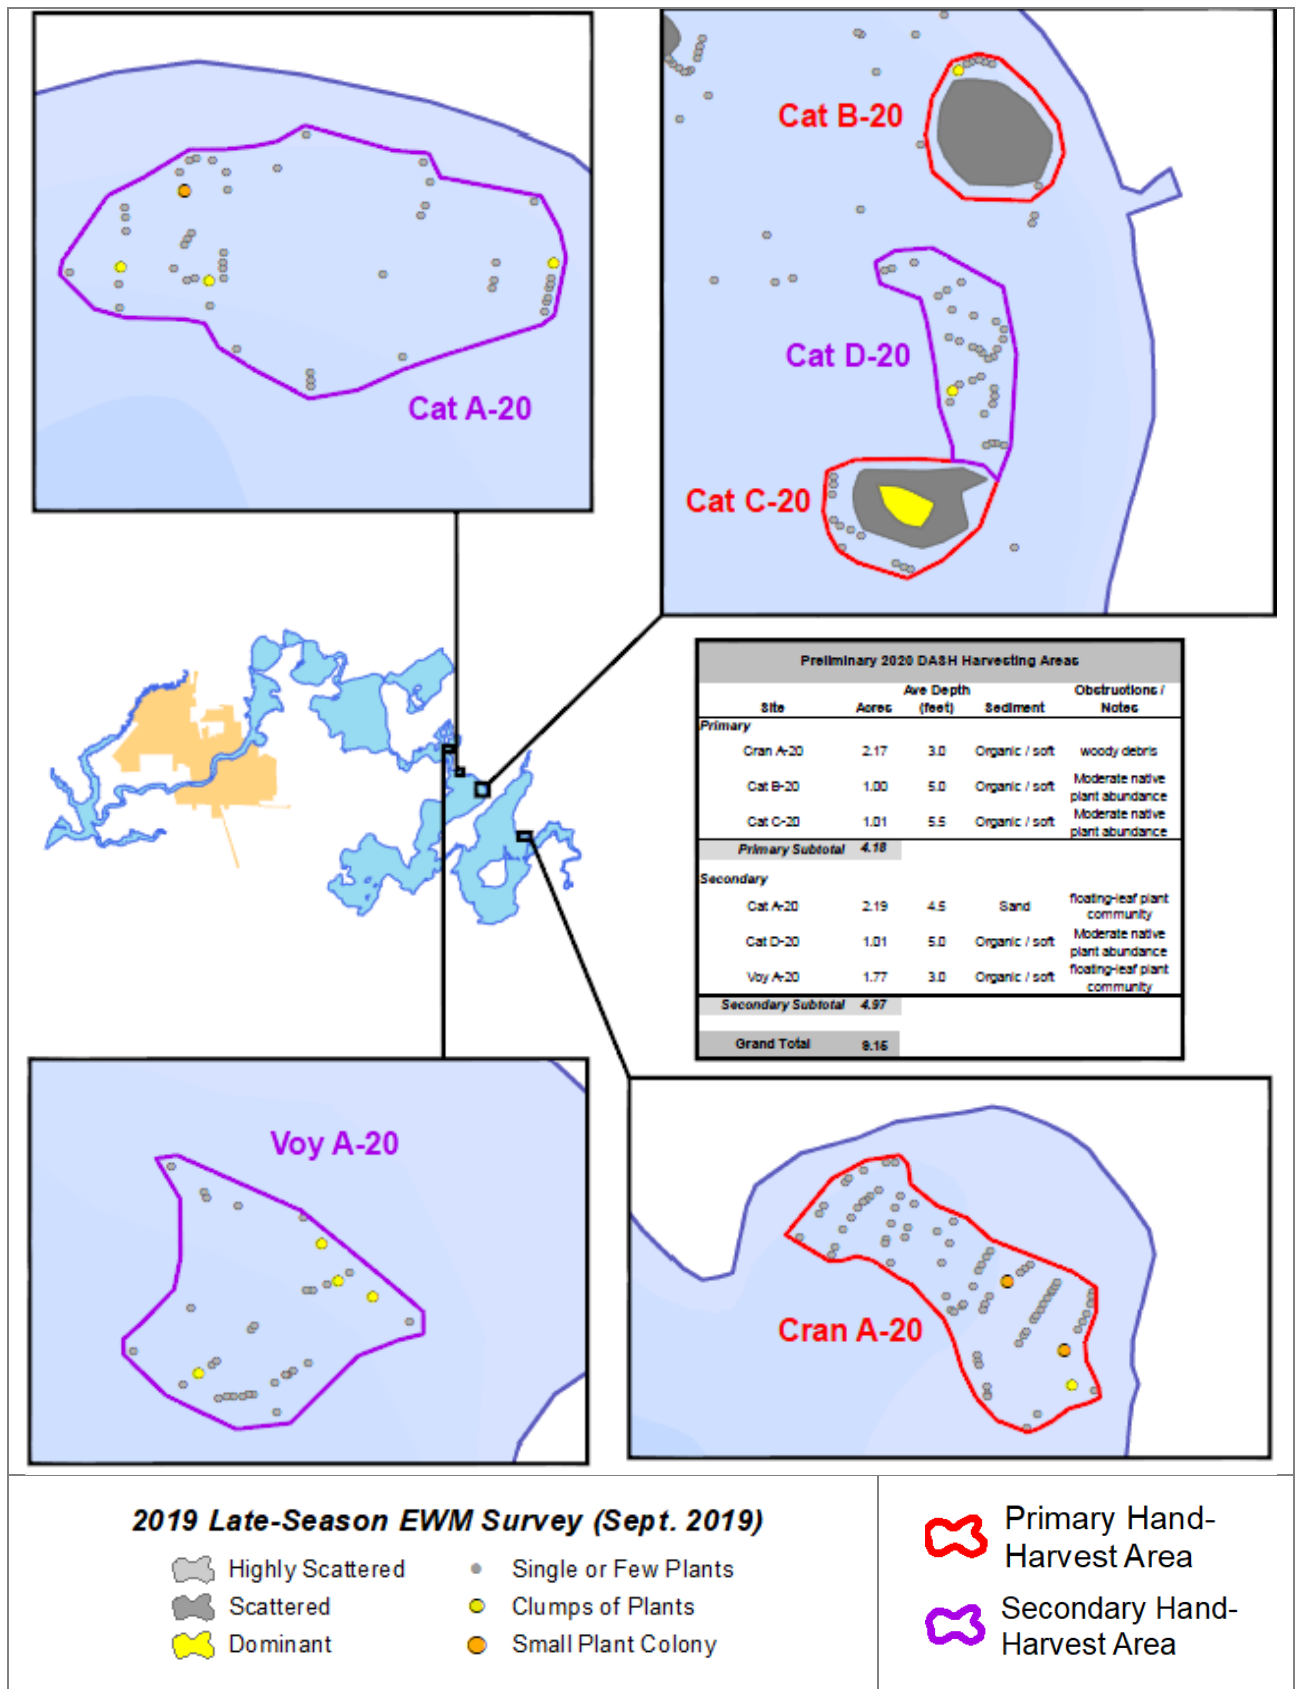 Cat A-20
Cat B-20
Cat D-20
Cat C-20
Preliminary 2020 DASH Harvesting Areas
Site Acres Ave Depth (feet) Sediment Obstructions / Notes
Primary
Cran A-20 2.17 3.0 Organic / soft woody debris
Cat B-20 1.00 5.0 Organic / soft Moderate native plant abundance
Cat C-20 1.01 5.5 Organic / soft Moderate native plant abundance
Primary Subtotal 4.18
Secondary
Cat A-20 2.19 4.5 Sand floating-leaf plant community
Cat D-20 1.01 5.0 Organic / soft Moderate native plant abundance
Voy A-20 1.77 3.0 Organic / soft floating-leaf plant community
Secondary Subtotal 4.97
Grand Total 9.15
Voy A-20
Cran A-20
2019 Late-Season EWM Survey (Sept. 2019)
Highly Scattered
Scattered
Dominant
Single or Few Plants
Clumps of Plants
Small Plant Colony
Primary Hand-
Harvest Area
Secondary Hand-
Harvest Area